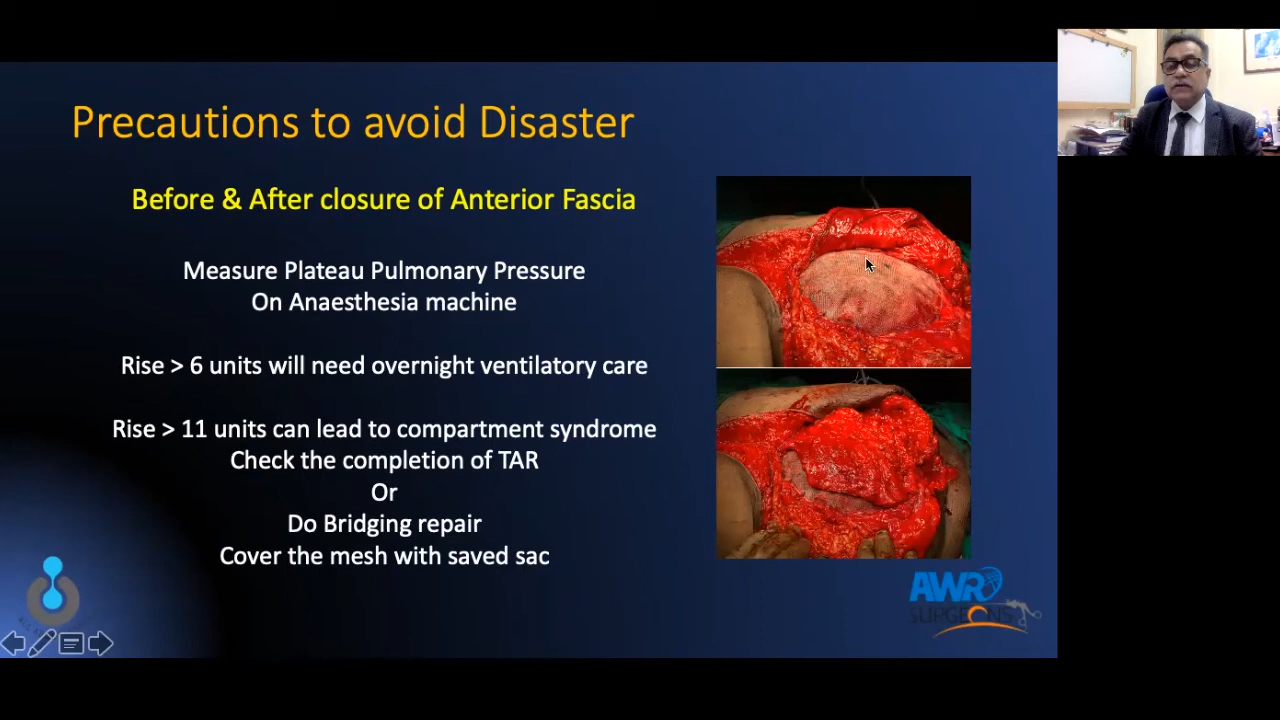 Precautions to avoid Disaster
Before & After closure of Anterior Fascia
Measure Plateau Pulmonary Pressure
On Anaesthesia machine
Rise > 6 units will need overnight ventilatory care
Rise > 11 units can lead to compartment syndrome
Check the completion of TAR
Or
Do Bridging repair
Cover the mesh with saved sac
AWR
SURGEONS